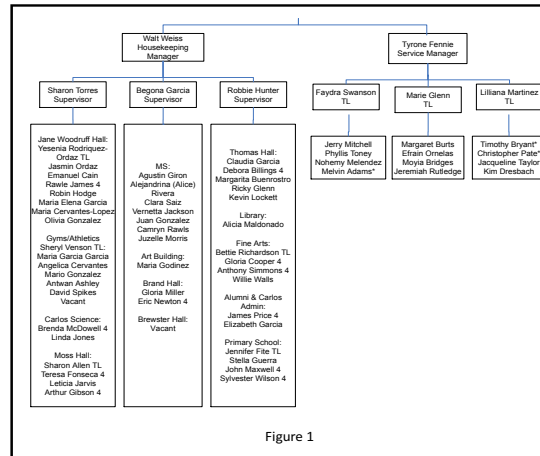 Walt Weiss
Housekeeping
Manager
Tyrone Fennie
Service Manager
Sharon Torres
Supervisor
Begona Garcia
Supervisor
Robbie Hunter
Supervisor
Faydra Swanson
TL
Marie Glenn
TL
Lilliana Martinez
TL
Jane Woodruff Hall:
Yesenia Rodriquez-
Ordaz TL
Jasmin Ordaz
Emanuel Cain
Rawle James 4
Robin Hodge
Maria Elena Garcia
Maria Cervantes-Lopez
Olivia Gonzalez
Gyms/Athletics
Sheryl Venson TL:
Maria Garcia Garcia
Angelica Cervantes
Mario Gonzalez
Antwan Ashley
David Spikes
Vacant
Carlos Science:
Brenda McDowell 4
Linda Jones
Moss Hall:
Sharon Allen TL
Teresa Fonseca 4
Leticia Jarvis
Arthur Gibson 4
MS:
Agustin Giron
Alejandrina (Alice)
Rivera
Clara Saiz
Vernetta Jackson
Juan Gonzalez
Camryn Rawls
Juzelle Morris
Art Building:
Maria Godinez
Brand Hall:
Gloria Miller
Eric Newton 4
Brewster Hall:
Vacant
Thomas Hall:
Claudia Garcia
Debora Billings 4
Margarita Buenrostro
Ricky Glenn
Kevin Lockett
Library:
Alicia Maldonado
Fine Arts:
Bettie Richardson TL
Gloria Cooper 4
Anthony Simmons 4
Willie Walls
Alumni & Carlos
Admin:
James Price 4
Elizabeth Garcia
Primary School:
Jennifer Fite TL
Stella Guerra
John Maxwell 4
Sylvester Wilson 4
Jerry Mitchell
Phyllis Toney
Nohemy Melendez
Melvin Adams*
Margaret Burts
Efrain Ornelas
Moyia Bridges
Jeremiah Rutledge
Timothy Bryant*
Christopher Pate*
Jacqueline Taylor
Kim Dresbach
Figure 1